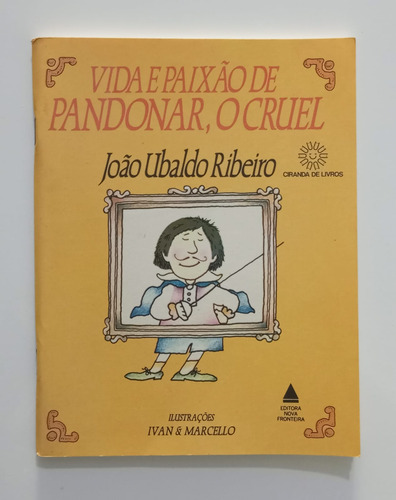 VIDA E PAIXÃO DE
PANDONAR, O CRUEL
João Ubaldo Ribeiro
CIRANDA DE LIVROS
ILUSTRAÇÕES
IVAN & MARCELLO
EDITORA
NOVA
FRONTEIRA